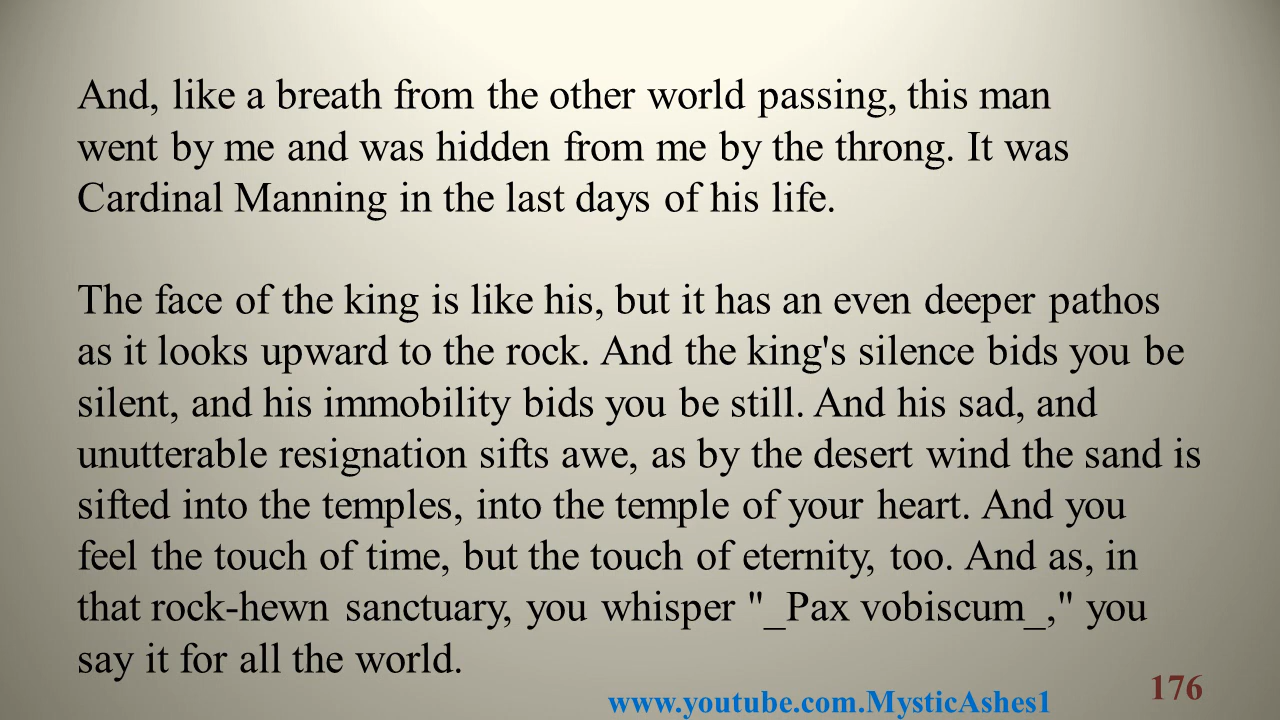 And, like a breath from the other world passing, this man
went by me and was hidden from me by the throng. It was
Cardinal Manning in the last days of his life.

The face of the king is like his, but it has an even deeper pathos
as it looks upward to the rock. And the king's silence bids you be
silent, and his immobility bids you be still. And his sad, and
unutterable resignation sifts awe, as by the desert wind the sand is
sifted into the temples, into the temple of your heart. And you
feel the touch of time, but the touch of eternity, too. And as, in
that rock-hewn sanctuary, you whisper "_Pax vobiscum_," you
say it for all the world.
www.youtube.com.MysticAshes1
176